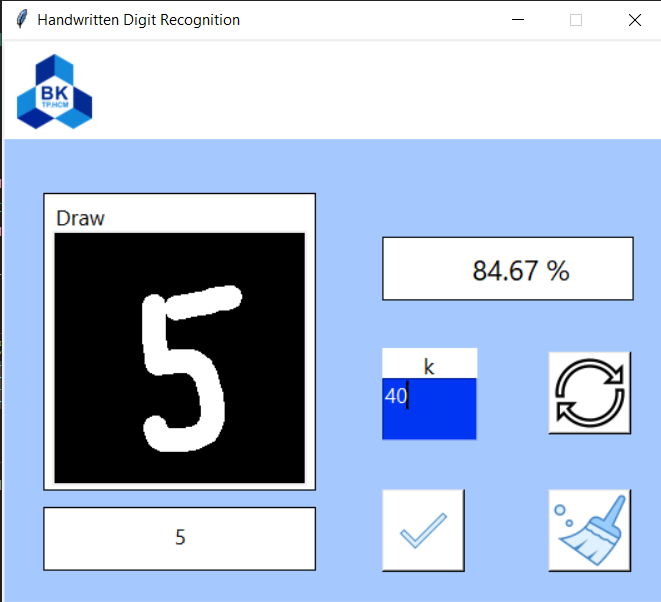 Handwritten Digit Recognition
BK
TP.HCM
Draw
5
5
84.67 %
k
40